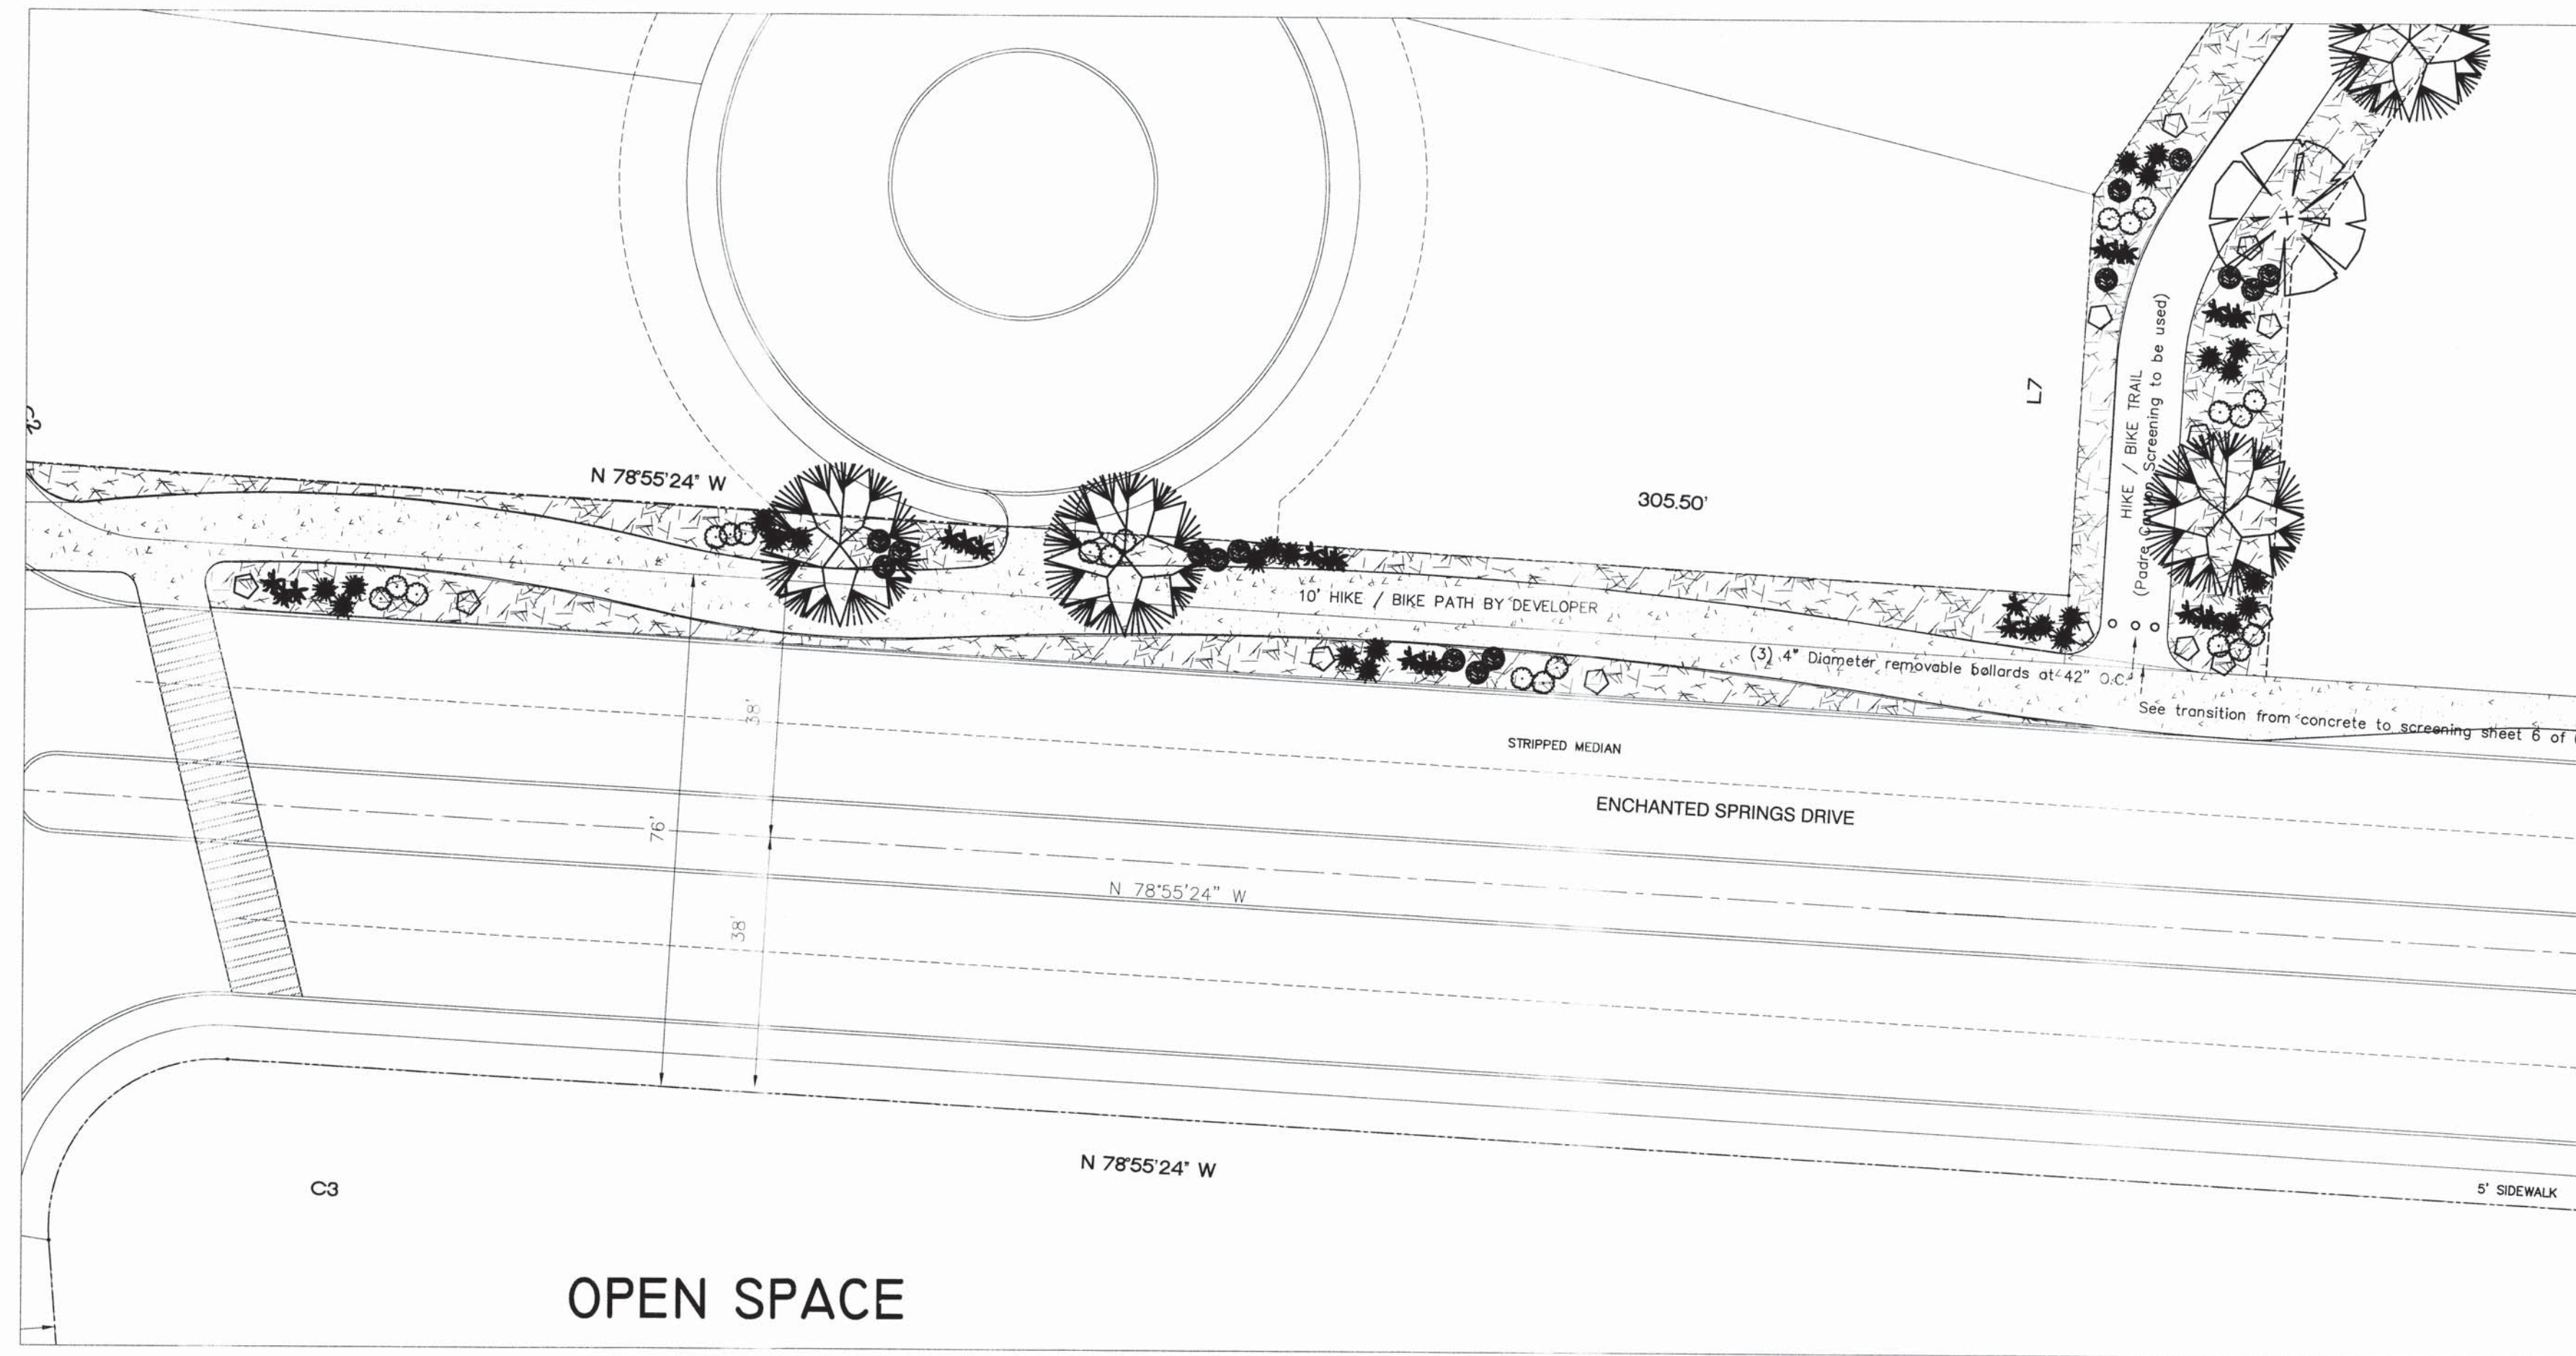 C2
N 78°55'24" W
305.50'
L7
HIKE / BIKE TRAIL
(Padre Canyon Screening to be used)
10' HIKE / BIKE PATH BY DEVELOPER
(3) 4" Diameter removable bollards at 42" O.C.
See transition from concrete to screening sheet 6 of
38'
STRIPPED MEDIAN
ENCHANTED SPRINGS DRIVE
76'
N 78°55'24" W
38'
N 78°55'24" W
C3
5' SIDEWALK
OPEN SPACE